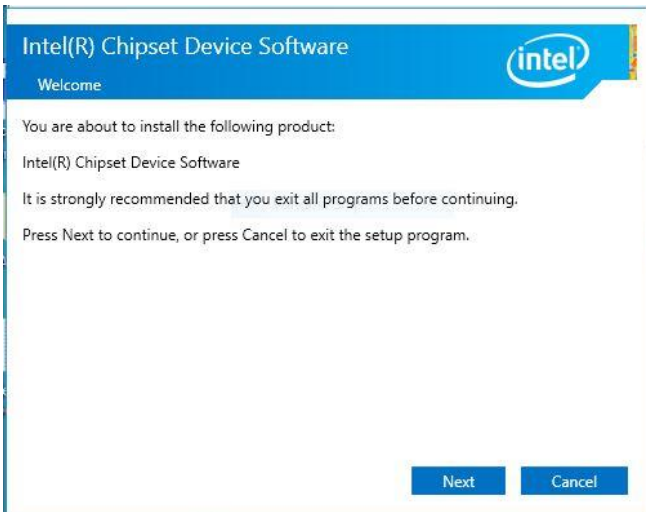 Intel(R) Chipset Device Software
intel
Welcome
You are about to install the following product:
Intel(R) Chipset Device Software
It is strongly recommended that you exit all programs before continuing.
Press Next to continue, or press Cancel to exit the setup program.
Next
Cancel